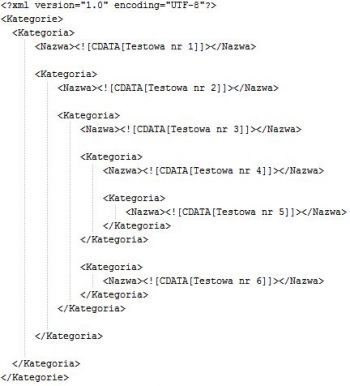 <?xml version="1.0" encoding="UTF-8"?>
<Kategorie>
<Kategoria>
<Nazwa><![CDATA[Testowa nr 1]]></Nazwa>
<Kategoria>
<Nazwa><![CDATA[Testowa nr 2]]></Nazwa>
<Kategoria>
<Nazwa><![CDATA[Testowa nr 3]]></Nazwa>
<Kategoria>
<Nazwa><![CDATA[Testowa nr 4]]></Nazwa>
<Kategoria>
<Nazwa><![CDATA[Testowa nr 5]]></Nazwa>
</Kategoria>
</Kategoria>
<Kategoria>
<Nazwa><![CDATA[Testowa nr 6]]></Nazwa>
</Kategoria>
</Kategoria>
</Kategoria>
</Kategoria>
</Kategorie>